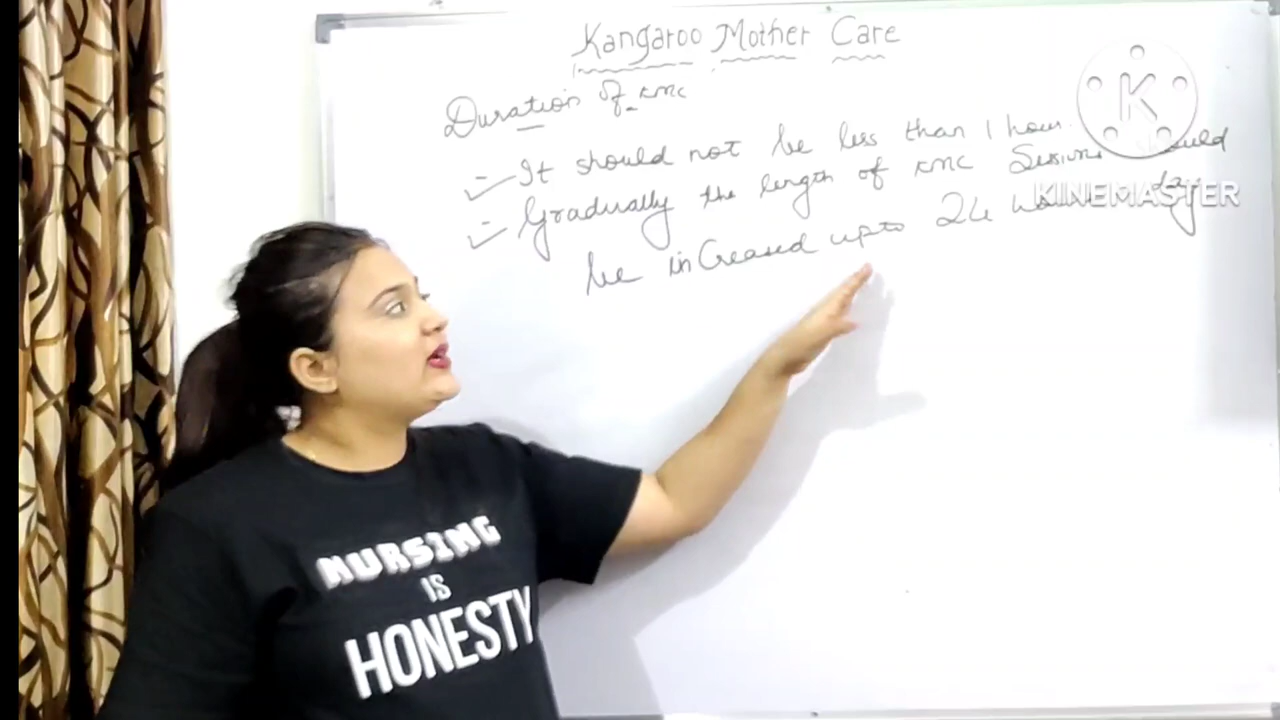 Kangaroo Mother Care
Duration of KMC
- It should not be less than 1 hour.
- Gradually the length of KMC Sessions
be increased upto 24 hours a day
KINEMASTER
NURSING
IS
HONESTY